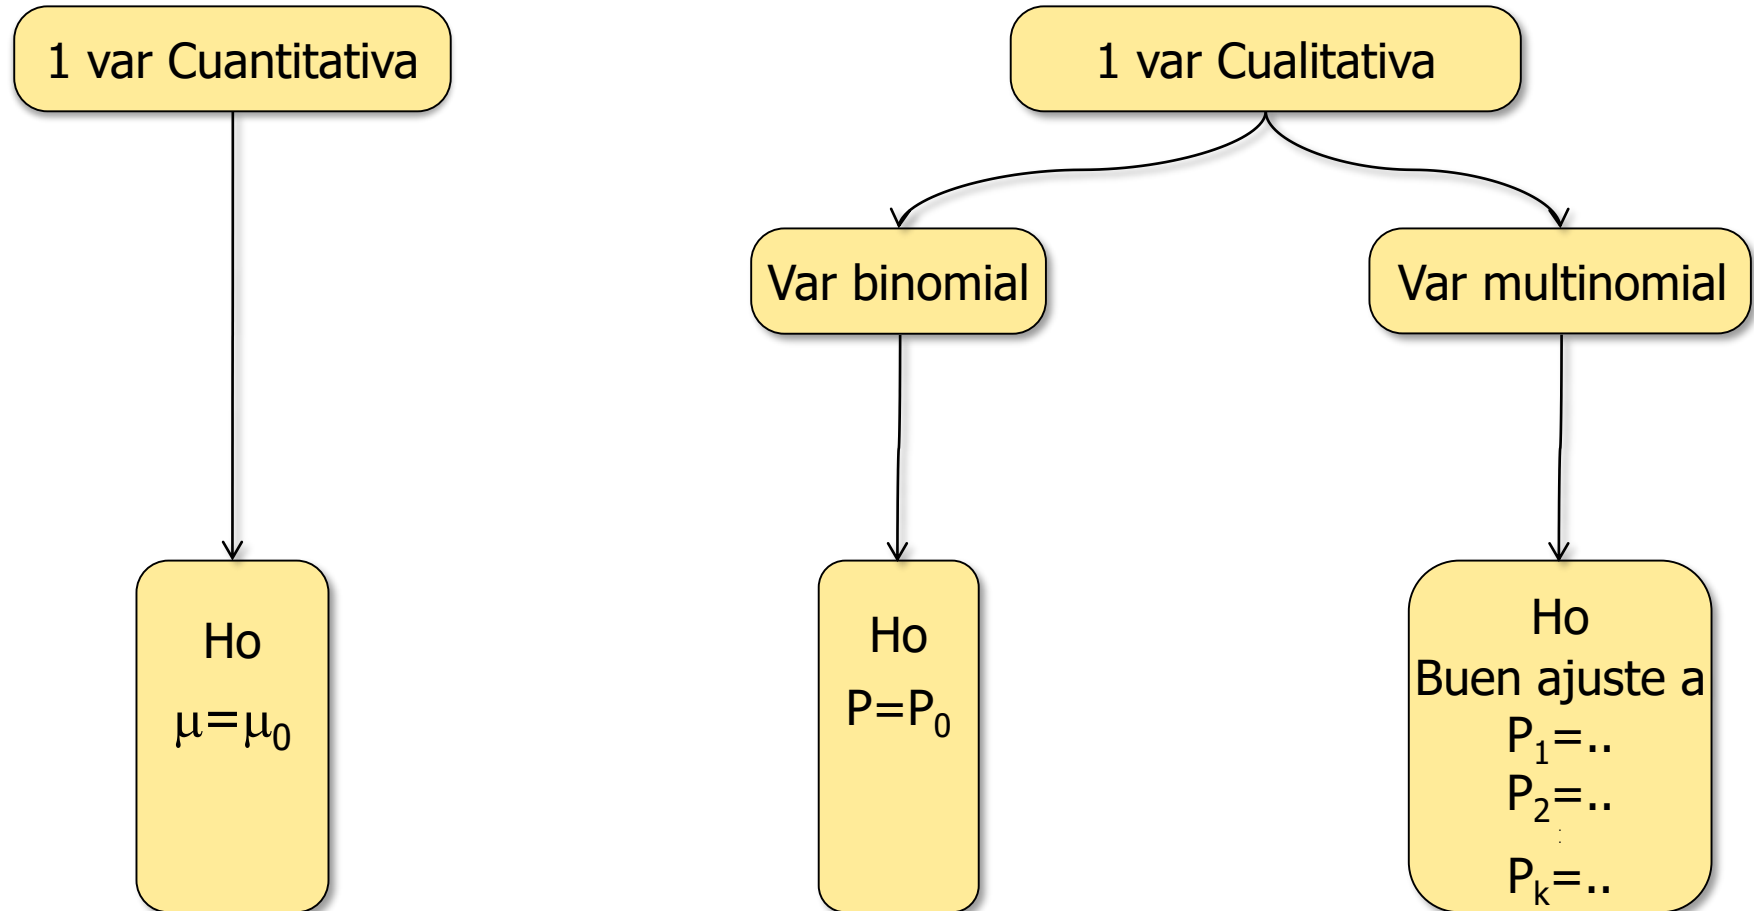 1 var Cuantitativa
1 var Cualitativa
Var binomial
Var multinomial
Ho
μ=μ₀
Ho
P=P₀
Ho
Buen ajuste a
P₁=..
P₂=..
:
Pₖ=..